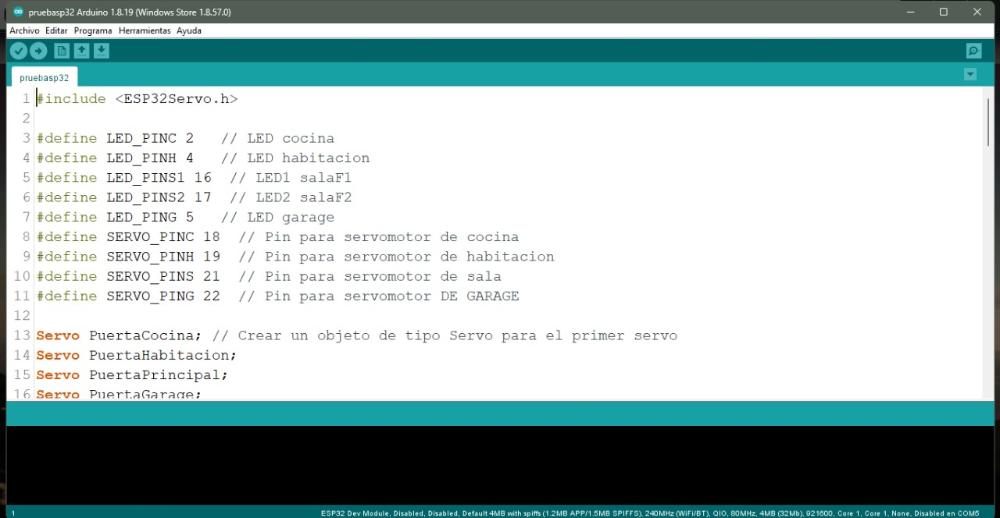 pruebasp32 Arduino 1.8.19 (Windows Store 1.8.57.0)
Archivo Editar Programa Herramientas Ayuda
pruebasp32
1 #include <ESP32Servo.h>
2
3 #define LED_PINC 2 // LED cocina
4 #define LED_PINH 4 // LED habitacion
5 #define LED_PINS1 16 // LED1 salaF1
6 #define LED_PINS2 17 // LED2 salaF2
7 #define LED_PING 5 // LED garage
8 #define SERVO_PINC 18 // Pin para servomotor de cocina
9 #define SERVO_PINH 19 // Pin para servomotor de habitacion
10 #define SERVO_PINS 21 // Pin para servomotor de sala
11 #define SERVO_PING 22 // Pin para servomotor DE GARAGE
12
13 Servo PuertaCocina; // Crear un objeto de tipo Servo para el primer servo
14 Servo PuertaHabitacion;
15 Servo PuertaPrincipal;
16 Servo PuertaGarage;
1 ESP32 Dev Module, Disabled, Disabled, Default 4MB with spiffs (1.2MB APP/1.5MB SPIFFS), 240MHz (WiFi/BT), QIO, 80MHz, 4MB (32Mb), 921600, Core 1, Core 1, None, Disabled en COM5